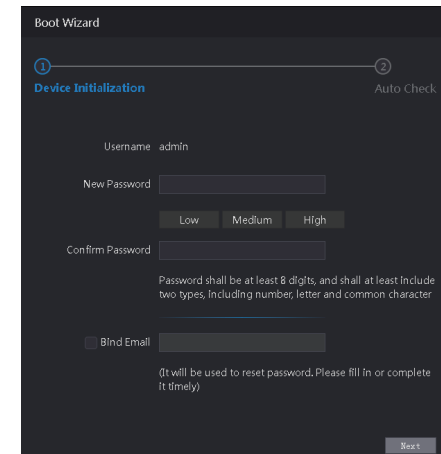 Boot Wizard
1
2
Device Initialization
Auto Check
Username admin
New Password
Low Medium High
Confirm Password
Password shall be at least 8 digits, and shall at least include
two types, including number, letter and common character
Bind Email
(It will be used to reset password. Please fill in or complete
it timely)
Next